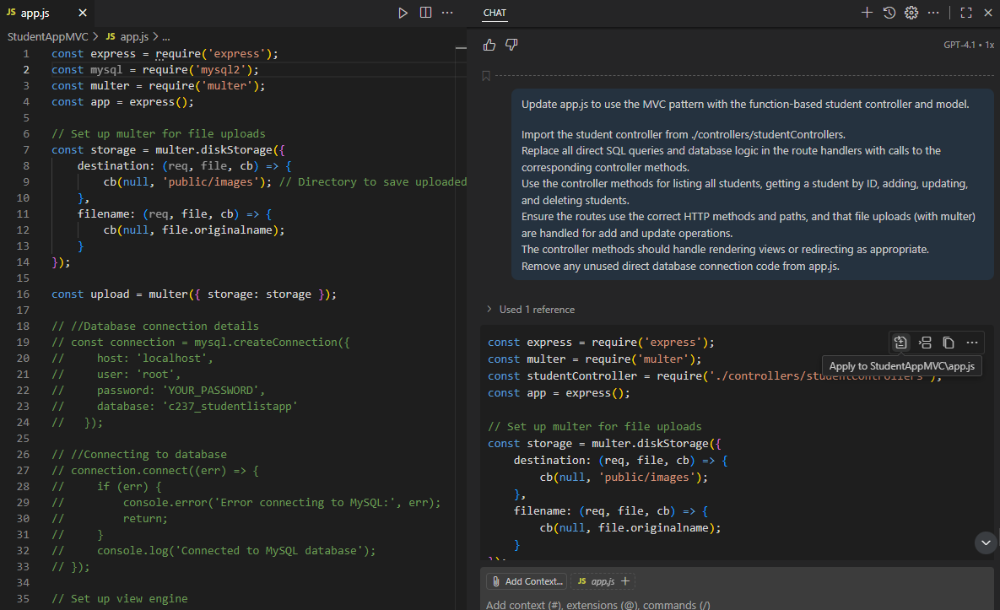 JS app.js
StudentAppMVC > JS app.js > ...
1 const express = require('express');
2 const mysql = require('mysql2');
3 const multer = require('multer');
4 const app = express();
5
6 // Set up multer for file uploads
7 const storage = multer.diskStorage({
8 destination: (req, file, cb) => {
9 cb(null, 'public/images'); // Directory to save uploaded
10 },
11 filename: (req, file, cb) => {
12 cb(null, file.originalname);
13 }
14 });
15
16 const upload = multer({ storage: storage });
17
18 // //Database connection details
19 // const connection = mysql.createConnection({
20 // host: 'localhost',
21 // user: 'root',
22 // password: 'YOUR_PASSWORD',
23 // database: 'c237_studentlistapp'
24 // });
25
26 // //Connecting to database
27 // connection.connect((err) => {
28 // if (err) {
29 // console.error('Error connecting to MySQL:', err);
30 // return;
31 // }
32 // console.log('Connected to MySQL database');
33 // });
34
35 // Set up view engine
CHAT
GPT-4.1 • 1x
Update app.js to use the MVC pattern with the function-based student controller and model.
Import the student controller from ./controllers/studentControllers.
Replace all direct SQL queries and database logic in the route handlers with calls to the
corresponding controller methods.
Use the controller methods for listing all students, getting a student by ID, adding, updating,
and deleting students.
Ensure the routes use the correct HTTP methods and paths, and that file uploads (with multer)
are handled for add and update operations.
The controller methods should handle rendering views or redirecting as appropriate.
Remove any unused direct database connection code from app.js.
> Used 1 reference
const express = require('express');
const multer = require('multer');
Apply to StudentAppMVC\app.js
const studentController = require('./controllers/studentControllers');
const app = express();
// Set up multer for file uploads
const storage = multer.diskStorage({
destination: (req, file, cb) => {
cb(null, 'public/images');
},
filename: (req, file, cb) => {
cb(null, file.originalname);
}
});
Add Context...
JS app.js +
Add context (#), extensions (@), commands (/)